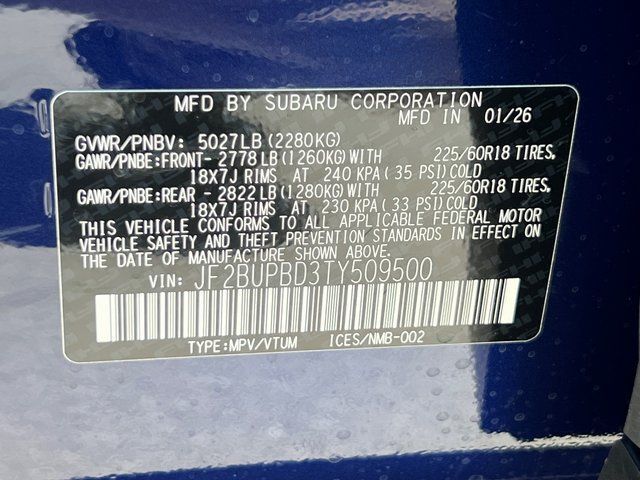 MFD BY SUBARU CORPORATION
MFD IN 01/26
GVWR/PNBV: 5027LB (2280KG)
GAWR/PNBE:FRONT- 2778 LB (1260KG) WITH 225/60R18 TIRES,
18X7J RIMS AT 240 KPA (35 PSI) COLD
GAWR/PNBE:REAR - 2822 LB (1280KG) WITH 225/60R18 TIRES,
18X7J RIMS AT 230 KPA (33 PSI) COLD
THIS VEHICLE CONFORMS TO ALL APPLICABLE FEDERAL MOTOR
VEHICLE SAFETY AND THEFT PREVENTION STANDARDS IN EFFECT ON
THE DATE OF MANUFACTURE SHOWN ABOVE.
VIN: JF2BUPBD3TY509500
TYPE:MPV/VTUM ICES/NMB-002